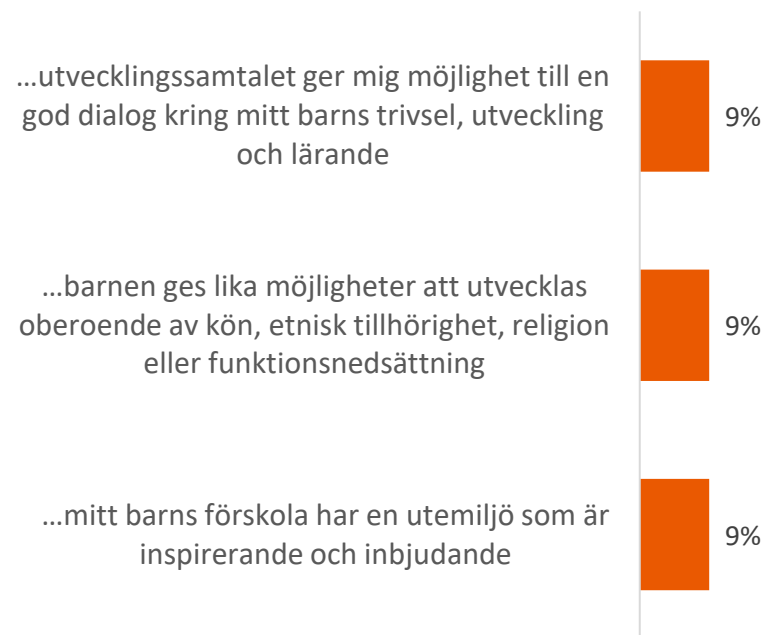 …utvecklingssamtalet ger mig möjlighet till en
god dialog kring mitt barns trivsel, utveckling
och lärande
9%
…barnen ges lika möjligheter att utvecklas
oberoende av kön, etnisk tillhörighet, religion
eller funktionsnedsättning
9%
…mitt barns förskola har en utemiljö som är
inspirerande och inbjudande
9%